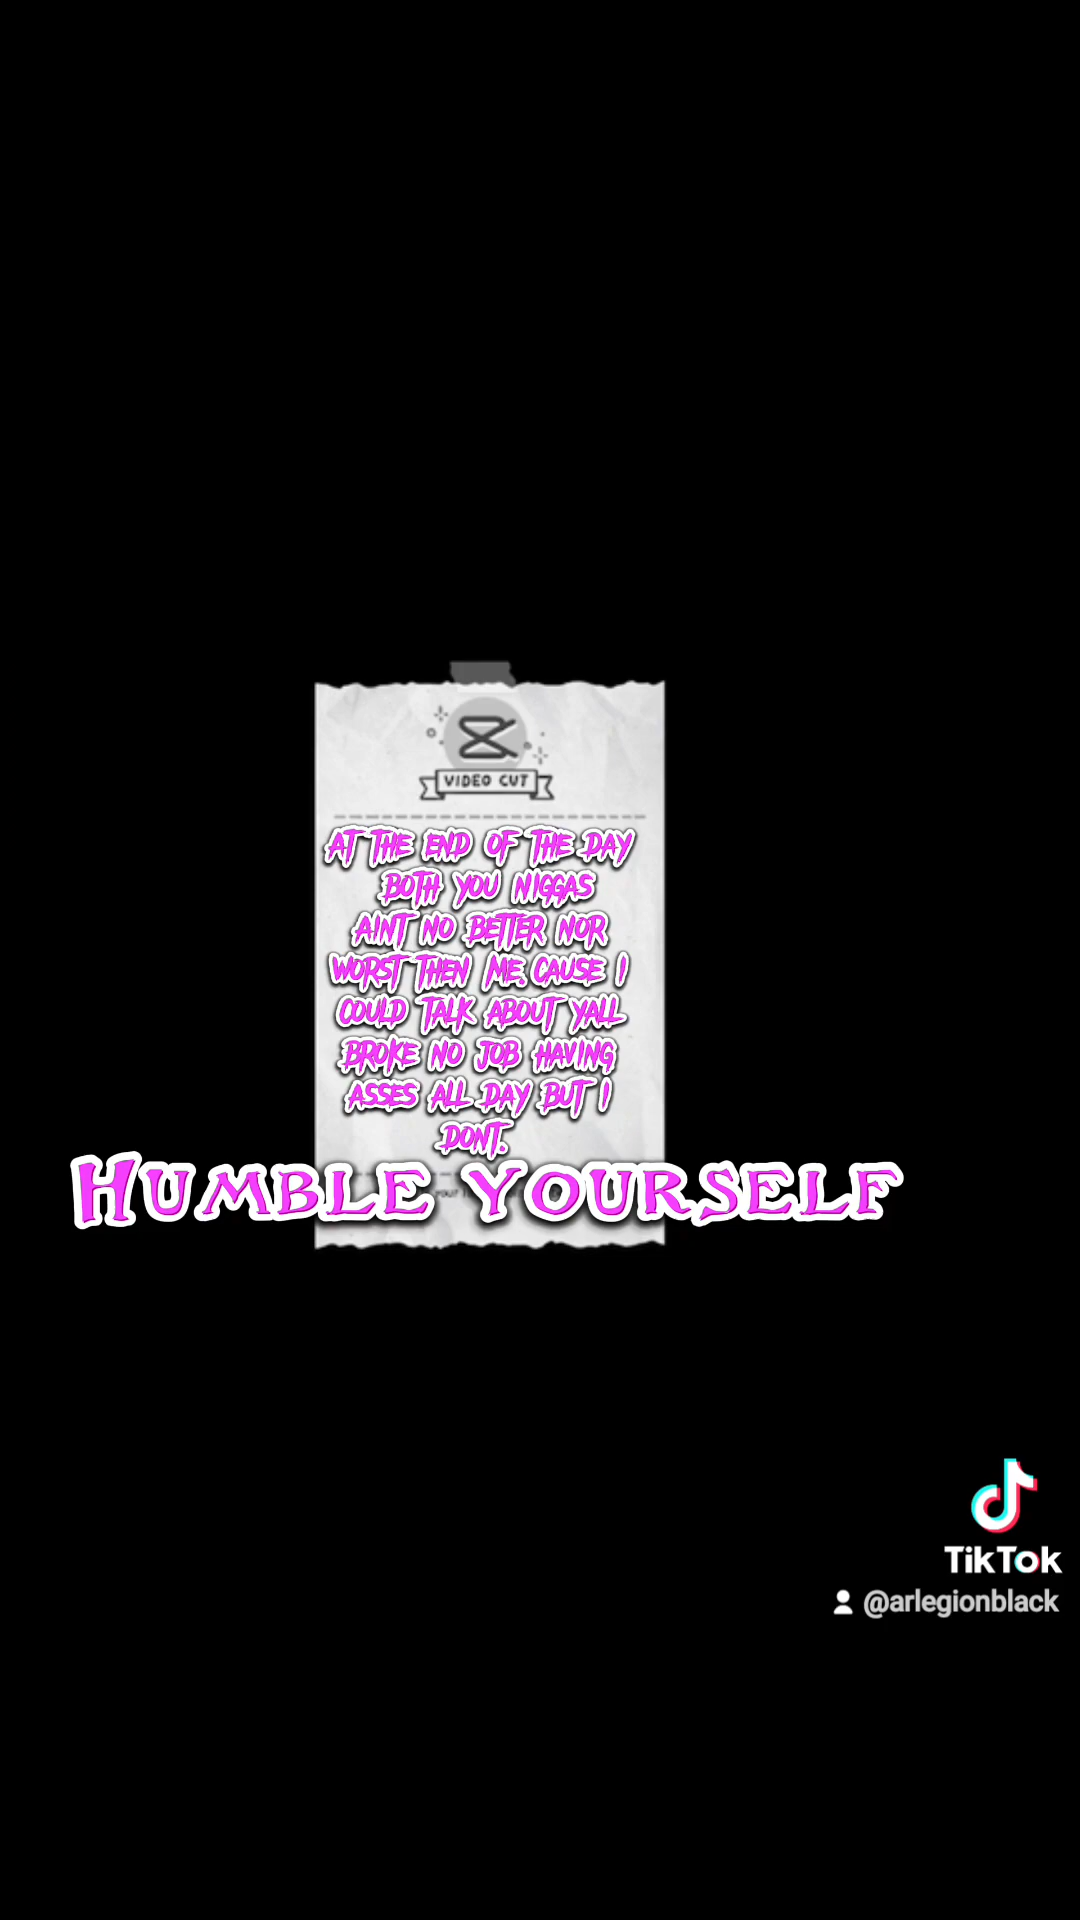 VIDEO CUT
AT THE END OF THE DAY
BOTH YOU NIGGAS
AINT NO BETTER NOR
WORST THEN ME. CAUSE I
COULD TALK ABOUT YALL
BROKE NO JOB HAVING
ASSES ALL DAY BUT I
DONT.
HUMBLE YOURSELF
TikTok
@arlegionblack